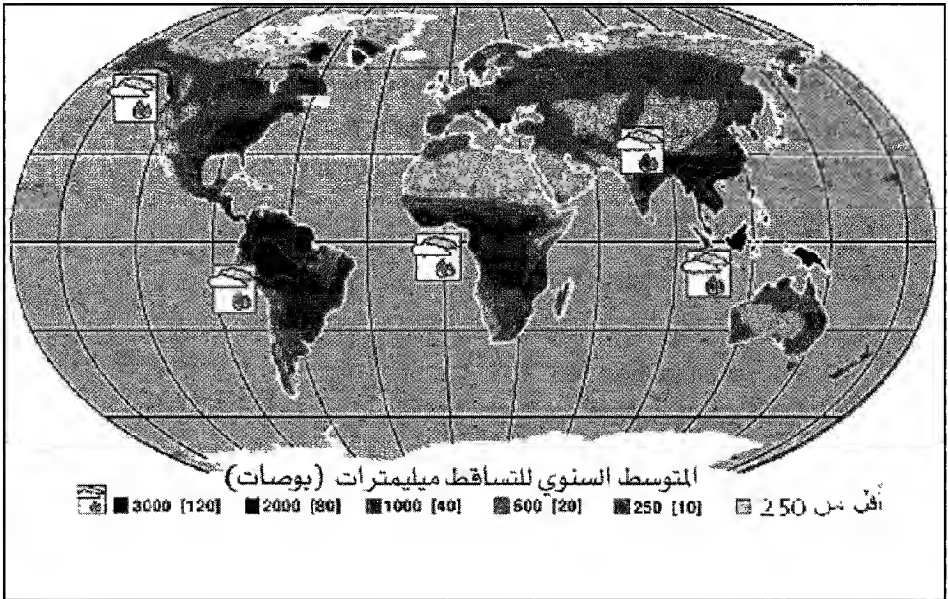 المتوسط السنوي للتساقط ميليمترات (بوصات)
3000 [120] 2000 [80] 1000 [40] 500 [20] 250 [10] أقل من 250